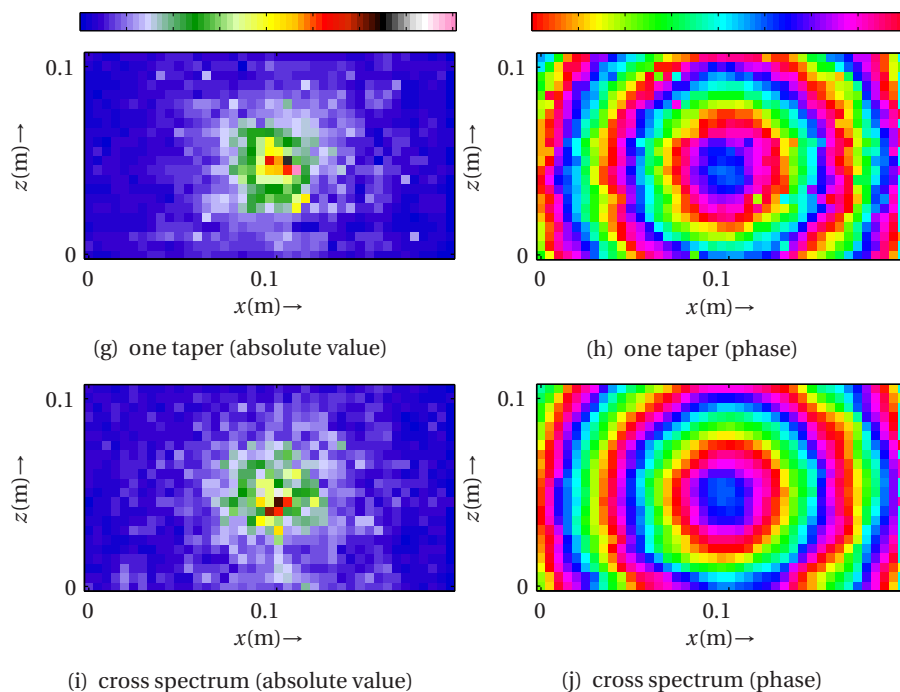 0.1
z(m)→
0
0
0.1
x(m)→
(g) one taper (absolute value)
0.1
z(m)→
0
0
0.1
x(m)→
(h) one taper (phase)
0.1
z(m)→
0
0
0.1
x(m)→
(i) cross spectrum (absolute value)
0.1
z(m)→
0
0
0.1
x(m)→
(j) cross spectrum (phase)